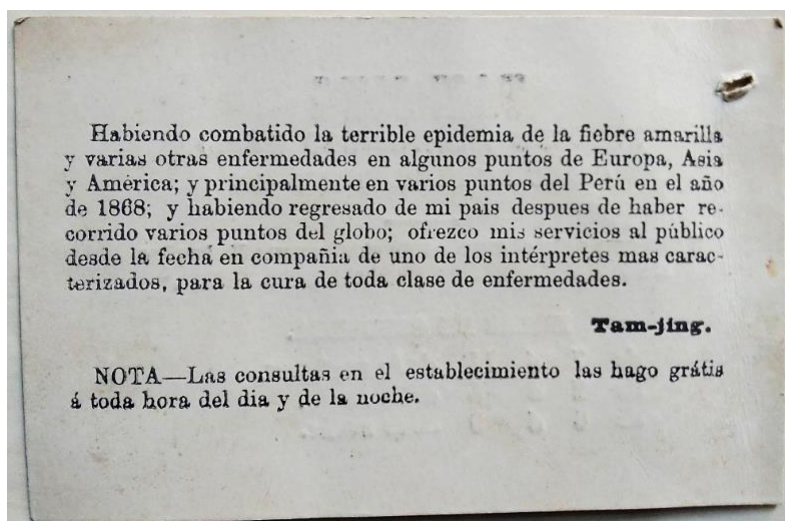 Habiendo combatido la terrible epidemia de la fiebre amarilla
y varias otras enfermedades en algunos puntos de Europa, Asia
y América; y principalmente en varios puntos del Perú en el año
de 1868; y habiendo regresado de mi pais despues de haber re-
corrido varios puntos del globo; ofrezco mis servicios al público
desde la fecha en compañia de uno de los intérpretes mas carac-
terizados, para la cura de toda clase de enfermedades.
Tam-jing.
NOTA—Las consultas en el establecimiento las hago grátis
á toda hora del dia y de la noche.